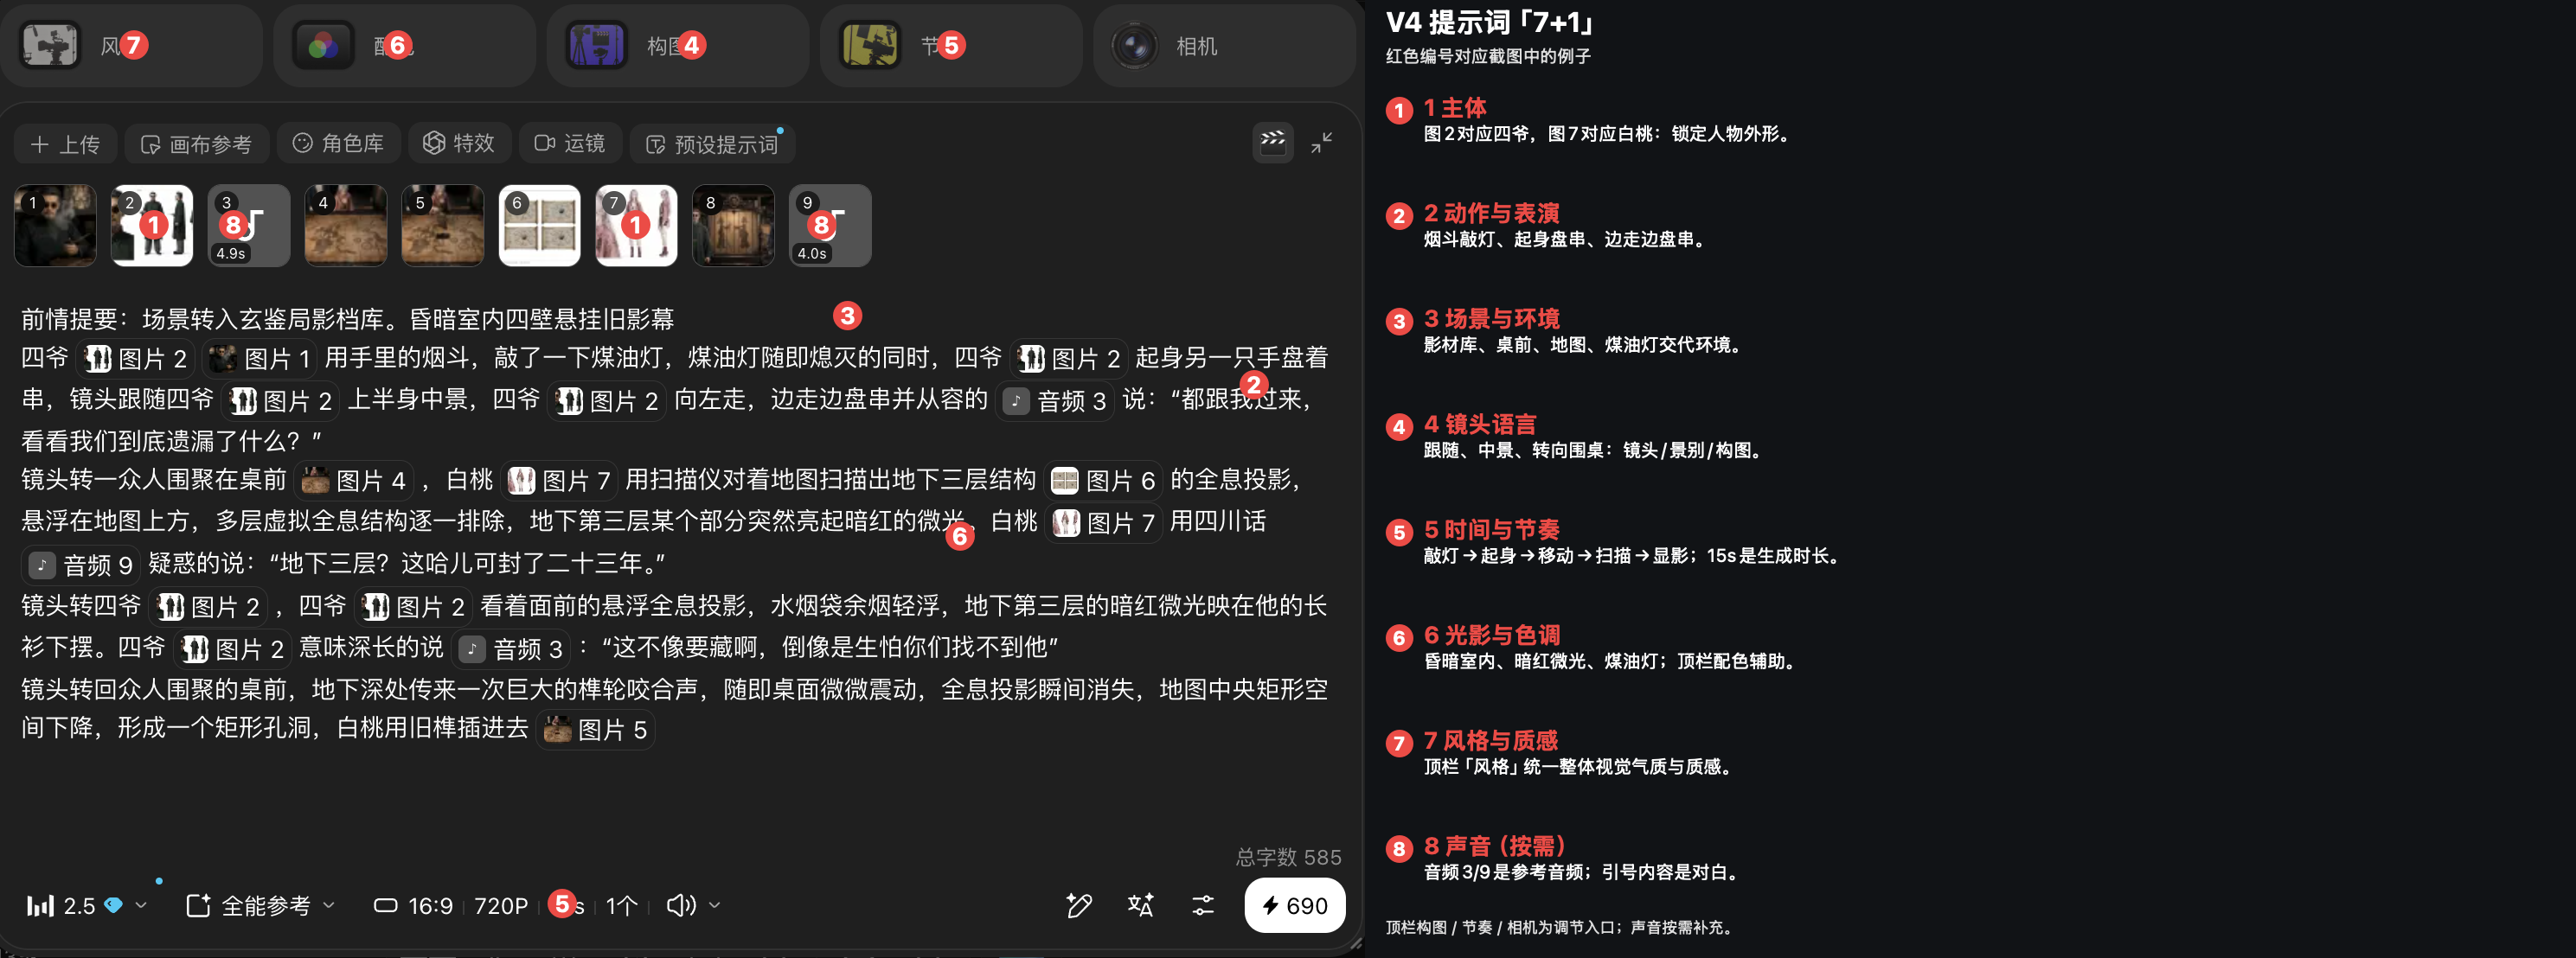 风 7
6
构图 4
节 5
相机
上传
画布参考
角色库
特效
运镜
预设提示词
1
2 1
3 8 4.9s
4
5
6
7 1
8
9 8 4.0s
前情提要：场景转入玄鉴局影档库。昏暗室内四壁悬挂旧影幕
3
四爷 图片 2 图片 1 用手里的烟斗，敲了一下煤油灯，煤油灯随即熄灭的同时，四爷 图片 2 起身另一只手盘着
串，镜头跟随四爷 图片 2 上半身中景，四爷 图片 2 向左走，边走边盘串并从容的 音频 3 说：“都跟我过来，
2
看看我们到底遗漏了什么？”
镜头转一众人围聚在桌前 图片 4 ，白桃 图片 7 用扫描仪对着地图扫描出地下三层结构 图片 6 的全息投影，
悬浮在地图上方，多层虚拟全息结构逐一排除，地下第三层某个部分突然亮起暗红的微光。白桃 图片 7 用四川话
6
音频 9 疑惑的说：“地下三层？这哈儿可封了二十三年。”
镜头转四爷 图片 2 ，四爷 图片 2 看着面前的悬浮全息投影，水烟袋余烟轻浮，地下第三层的暗红微光映在他的长
衫下摆。四爷 图片 2 意味深长的说 音频 3 ：“这不像要藏啊，倒像是生怕你们找不到他”
镜头转回众人围聚的桌前，地下深处传来一次巨大的榫轮咬合声，随即桌面微微震动，全息投影瞬间消失，地图中央矩形空
间下降，形成一个矩形孔洞，白桃用旧榫插进去 图片 5
总字数 585
2.5 全能参考 16:9 720P 5 s 1个 690
V4 提示词「7+1」
红色编号对应截图中的例子
1 1 主体
图2对应四爷，图7对应白桃：锁定人物外形。
2 2 动作与表演
烟斗敲灯、起身盘串、边走边盘串。
3 3 场景与环境
影材库、桌前、地图、煤油灯交代环境。
4 4 镜头语言
跟随、中景、转向围桌：镜头/景别/构图。
5 5 时间与节奏
敲灯→起身→移动→扫描→显影；15s是生成时长。
6 6 光影与色调
昏暗室内、暗红微光、煤油灯；顶栏配色辅助。
7 7 风格与质感
顶栏「风格」统一整体视觉气质与质感。
8 8 声音（按需）
音频3/9是参考音频；引号内容是对白。
顶栏构图 / 节奏 / 相机为调节入口；声音按需补充。